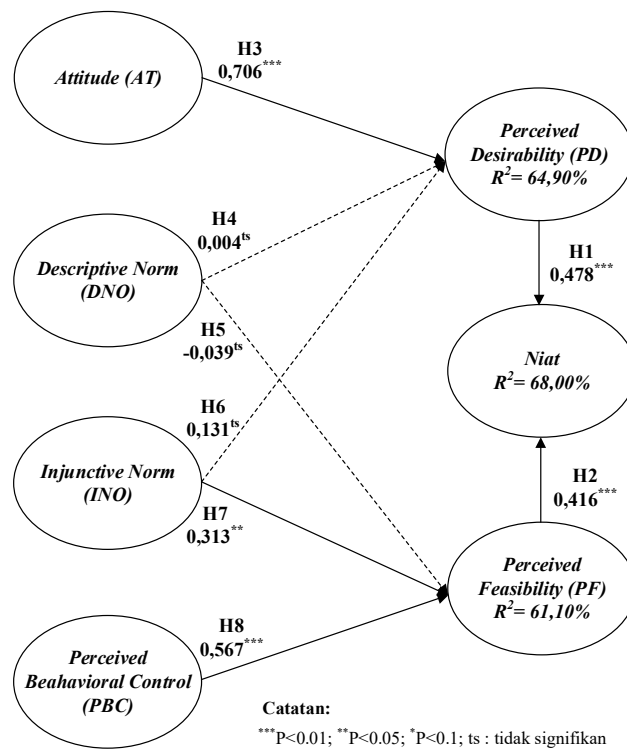 H3
0,706***
Attitude (AT)
Perceived
Desirability (PD)
R²= 64,90%
H4
0,004ts
H1
0,478***
Descriptive Norm
(DNO)
H5
-0,039ts
Niat
R²= 68,00%
H6
0,131ts
Injunctive Norm
(INO)
H2
0,416***
H7
0,313**
Perceived
Feasibility (PF)
R²= 61,10%
H8
0,567***
Perceived
Beahavioral Control
(PBC)
Catatan:
***P<0.01; **P<0.05; *P<0.1; ts : tidak signifikan